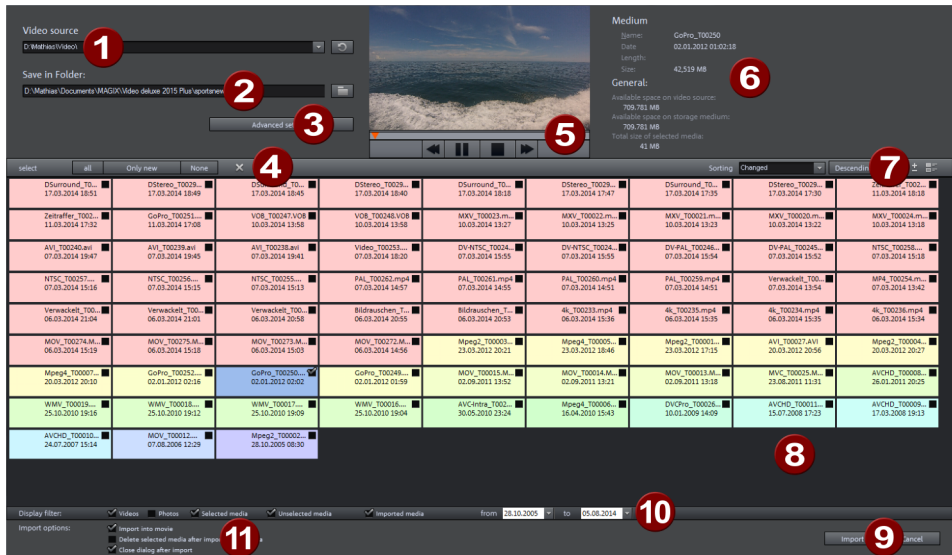 Video source
D:\Mathias\Video\
1
Save in Folder:
D:\Mathias\Documents\MAGIX\Video deluxe 2015 Plus\sportsnew
2
Advanced set
3
5
Medium
Name: GoPro_T00250
Date 02.01.2012 01:02:18
Length:
Size: 42,519 MB
6
General:
Available space on video source:
709.781 MB
Available space on storage medium:
709.781 MB
Total size of selected media:
41 MB
select all Only new None × 4 Sorting Changed Descending 7
DSurround_T0... DStereo_T0029... DSurround_T0... DStereo_T0029... DSurround_T0... DStereo_T0029... DSurround_T0... DStereo_T0029... T002...
17.03.2014 18:51 17.03.2014 18:49 17.03.2014 18:45 17.03.2014 18:40 17.03.2014 18:18 17.03.2014 17:47 17.03.2014 17:35 17.03.2014 17:30 11.03.2014 18:18
Zeitraffer_T002... GoPro_T00251.... VOB_T00247.VOB VOB_T00248.VOB MXV_T00023.m... MXV_T00022.m... MXV_T00021.m... MXV_T00020.m... MXV_T00024.m...
11.03.2014 17:32 11.03.2014 17:08 10.03.2014 13:58 10.03.2014 13:58 10.03.2014 13:27 10.03.2014 13:25 10.03.2014 13:23 10.03.2014 13:22 10.03.2014 13:18
AVI_T00240.avi AVI_T00239.avi AVI_T00238.avi Video_T00253.... DV-NTSC_T0024... DV-NTSC_T0024... DV-PAL_T00246... DV-PAL_T00245... NTSC_T00258....
07.03.2014 19:47 07.03.2014 19:45 07.03.2014 19:41 07.03.2014 18:20 07.03.2014 15:55 07.03.2014 15:55 07.03.2014 15:54 07.03.2014 15:52 07.03.2014 15:18
NTSC_T00257.... NTSC_T00256.... NTSC_T00255.... PAL_T00262.mp4 PAL_T00261.mp4 PAL_T00260.mp4 PAL_T00259.mp4 Verwackelt_T00... MP4_T00254.m...
07.03.2014 15:16 07.03.2014 15:15 07.03.2014 15:13 07.03.2014 14:57 07.03.2014 14:55 07.03.2014 14:51 07.03.2014 14:51 07.03.2014 13:54 07.03.2014 13:42
Verwackelt_T00... Verwackelt_T00... Verwackelt_T00... Bildrauschen_T... Bildrauschen_T... 4k_T00233.mp4 4k_T00235.mp4 4k_T00234.mp4 4k_T00236.mp4
06.03.2014 21:04 06.03.2014 21:01 06.03.2014 20:58 06.03.2014 20:55 06.03.2014 20:53 06.03.2014 15:36 06.03.2014 15:35 06.03.2014 15:35 06.03.2014 15:34
MOV_T00274.M... MOV_T00275.M... MOV_T00273.M... MOV_T00272.M... Mpeg2_T00003... Mpeg4_T00005... Mpeg2_T00001... AVI_T00027.AVI Mpeg2_T00004...
06.03.2014 15:19 06.03.2014 15:18 06.03.2014 15:03 06.03.2014 14:56 23.03.2012 20:21 23.03.2012 18:46 23.03.2012 17:15 20.03.2012 20:56 20.03.2012 20:27
Mpeg4_T00007... GoPro_T00252.... GoPro_T00250.... GoPro_T00249.... MOV_T00015.M... MOV_T00014.M... MOV_T00013.M... MVC_T00025.M... AVCHD_T00008...
20.03.2012 20:10 02.01.2012 02:16 02.01.2012 02:02 02.01.2012 01:59 02.09.2011 13:52 02.09.2011 13:21 02.09.2011 13:18 23.08.2011 11:31 26.01.2011 20:25
WMV_T00019.... WMV_T00018.... WMV_T00017.... WMV_T00016.... AVC-Intra_T002... Mpeg4_T00006... DVCPro_T00026... AVCHD_T00011... AVCHD_T00009...
25.10.2010 19:16 25.10.2010 19:12 25.10.2010 19:09 25.10.2010 19:04 30.05.2010 23:24 16.04.2010 15:43 10.01.2009 14:09 15.07.2008 17:23 17.03.2008 19:13
AVCHD_T00010... MOV_T00012.... Mpeg2_T00002...
24.07.2007 15:14 07.08.2006 12:29 28.10.2005 08:30
8
Display filter: Videos Photos Selected media Unselected media Imported media from 28.10.2005 to 05.08.2014 10
Import options: Import into movie
Delete selected media after impo
11
Close dialog after import
Import 9 Cancel